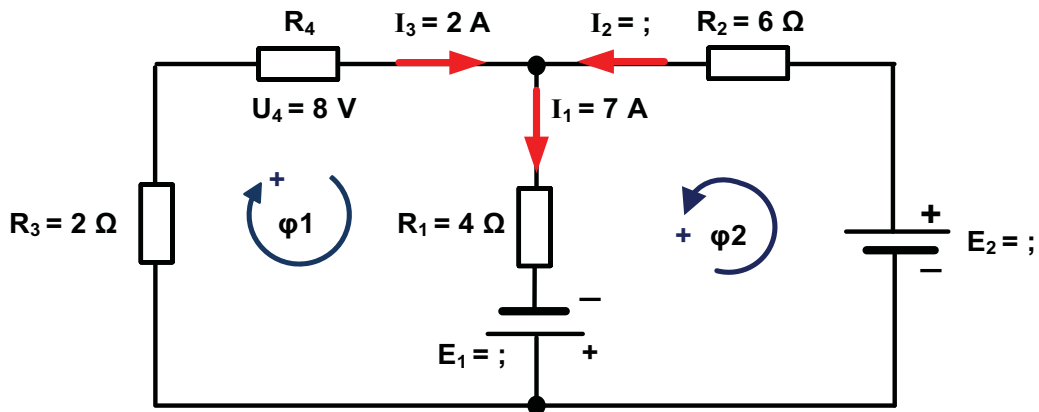 R4
I3 = 2 A
I2 = ;
R2 = 6 Ω
U4 = 8 V
I1 = 7 A
+
φ1
R3 = 2 Ω
R1 = 4 Ω
+
φ2
+
E2 = ;
–
–
E1 = ;
+